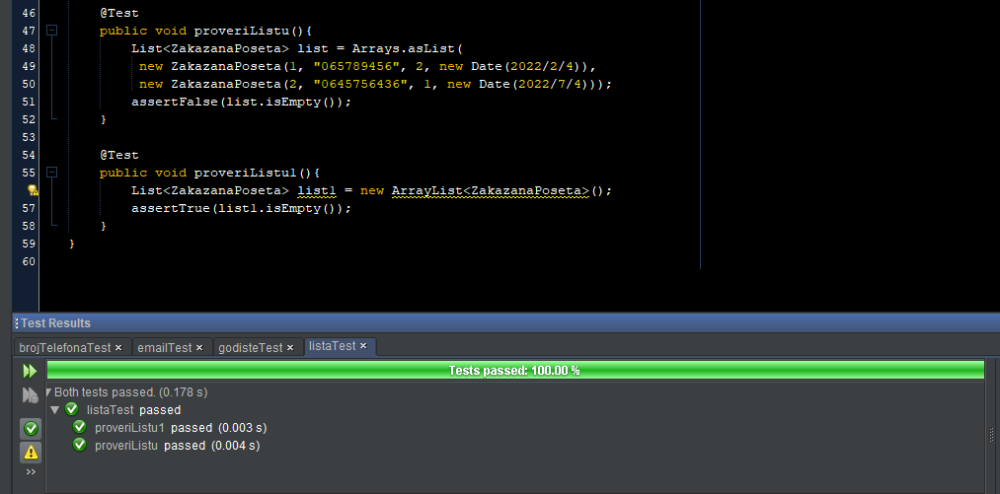 46 @Test
47 public void proveriListu(){
48 List<ZakazanaPoseta> list = Arrays.asList(
49 new ZakazanaPoseta(1, "065789456", 2, new Date(2022/2/4)),
50 new ZakazanaPoseta(2, "0645756436", 1, new Date(2022/7/4)));
51 assertFalse(list.isEmpty());
52 }
53
54 @Test
55 public void proveriListu1(){
List<ZakazanaPoseta> list1 = new ArrayList<ZakazanaPoseta>();
57 assertTrue(list1.isEmpty());
58 }
59 }
60
Test Results
brojTelefonaTest × emailTest × godisteTest × listaTest ×
Tests passed: 100.00 %
Both tests passed. (0.178 s)
listaTest passed
proveriListu1 passed (0.003 s)
proveriListu passed (0.004 s)
>>